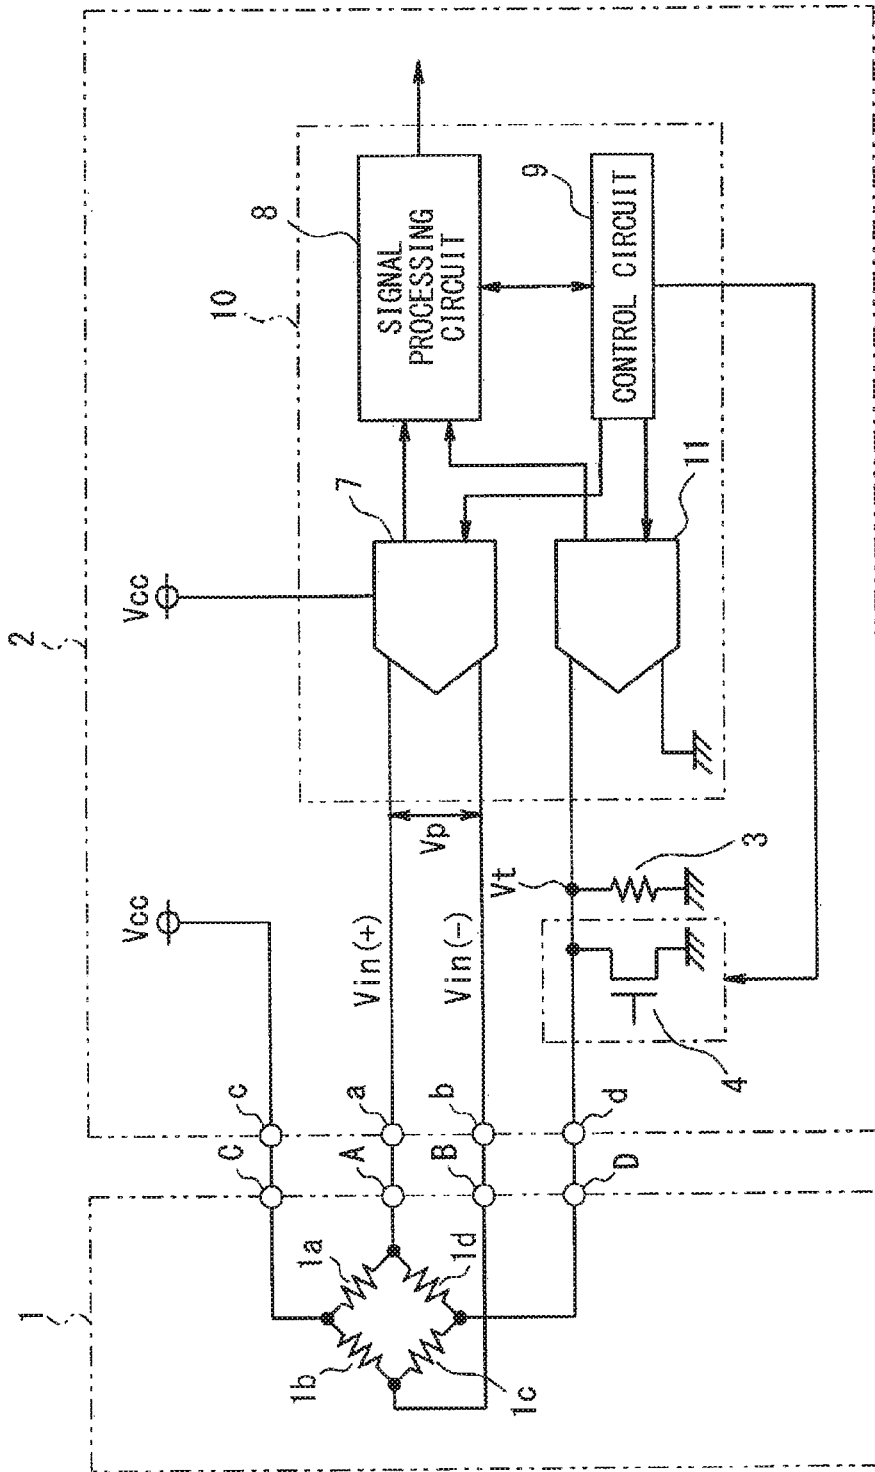 1
2
C
c
Vcc
Vcc
1a
1b
1c
1d
A
a
Vin(+)
Vp
B
b
Vin(-)
D
d
Vt
3
4
7
10
8
SIGNAL
PROCESSING
CIRCUIT
9
CONTROL CIRCUIT
11